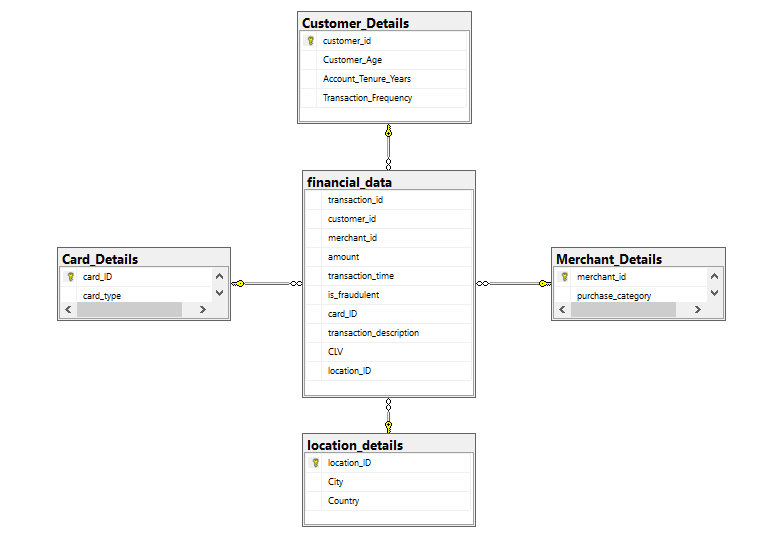 Customer_Details
customer_id
Customer_Age
Account_Tenure_Years
Transaction_Frequency
financial_data
transaction_id
customer_id
merchant_id
amount
transaction_time
is_fraudulent
card_ID
transaction_description
CLV
location_ID
Card_Details
card_ID
card_type
Merchant_Details
merchant_id
purchase_category
location_details
location_ID
City
Country